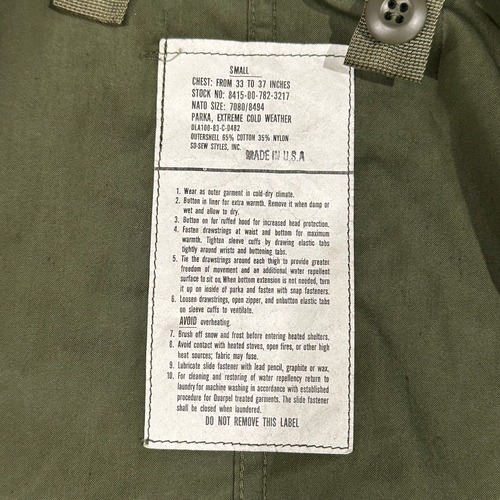 SMALL
CHEST: FROM 33 TO 37 INCHES
STOCK NO: 8415-00-782-3217
NATO SIZE: 7080/8494
PARKA, EXTREME COLD WEATHER
DLA100-83-C-0482
OUTERSHELL 65% COTTON 35% NYLON
SO-SEW STYLES, INC.
MADE IN U.S.A
1. Wear as outer garment in cold-dry climate.
2. Button in liner for extra warmth. Remove it when damp or
wet and allow to dry.
3. Button on fur ruffed hood for increased head protection.
4. Fasten drawstrings at waist and bottom for maximum
warmth. Tighten sleeve cuffs by drawing elastic tabs
tightly around wrists and buttening tabs.
5. Tie the drawstrings around each thigh to provide greater
freedom of movement and an additional water repellent
surface to sit on. When bottom extension is not needed, turn
it up on inside of parka and fasten with snap fasteners.
6. Loosen drawstrings, open zipper, and unbutton elastic tabs
on sleeve cuffs to ventilate.
AVOID overheating.
7. Brush off snow and frost before entering heated shelters.
8. Avoid contact with heated stoves, open fires, or other high
heat sources; fabric may fuse.
9. Lubricate slide fastener with lead pencil, graphite or wax.
10. For cleaning and restoring of water repellency return to
laundry for machine washing in accordance with established
procedure for Quarpel treated garments. The slide fastener
shall be closed when laundered.
DO NOT REMOVE THIS LABEL